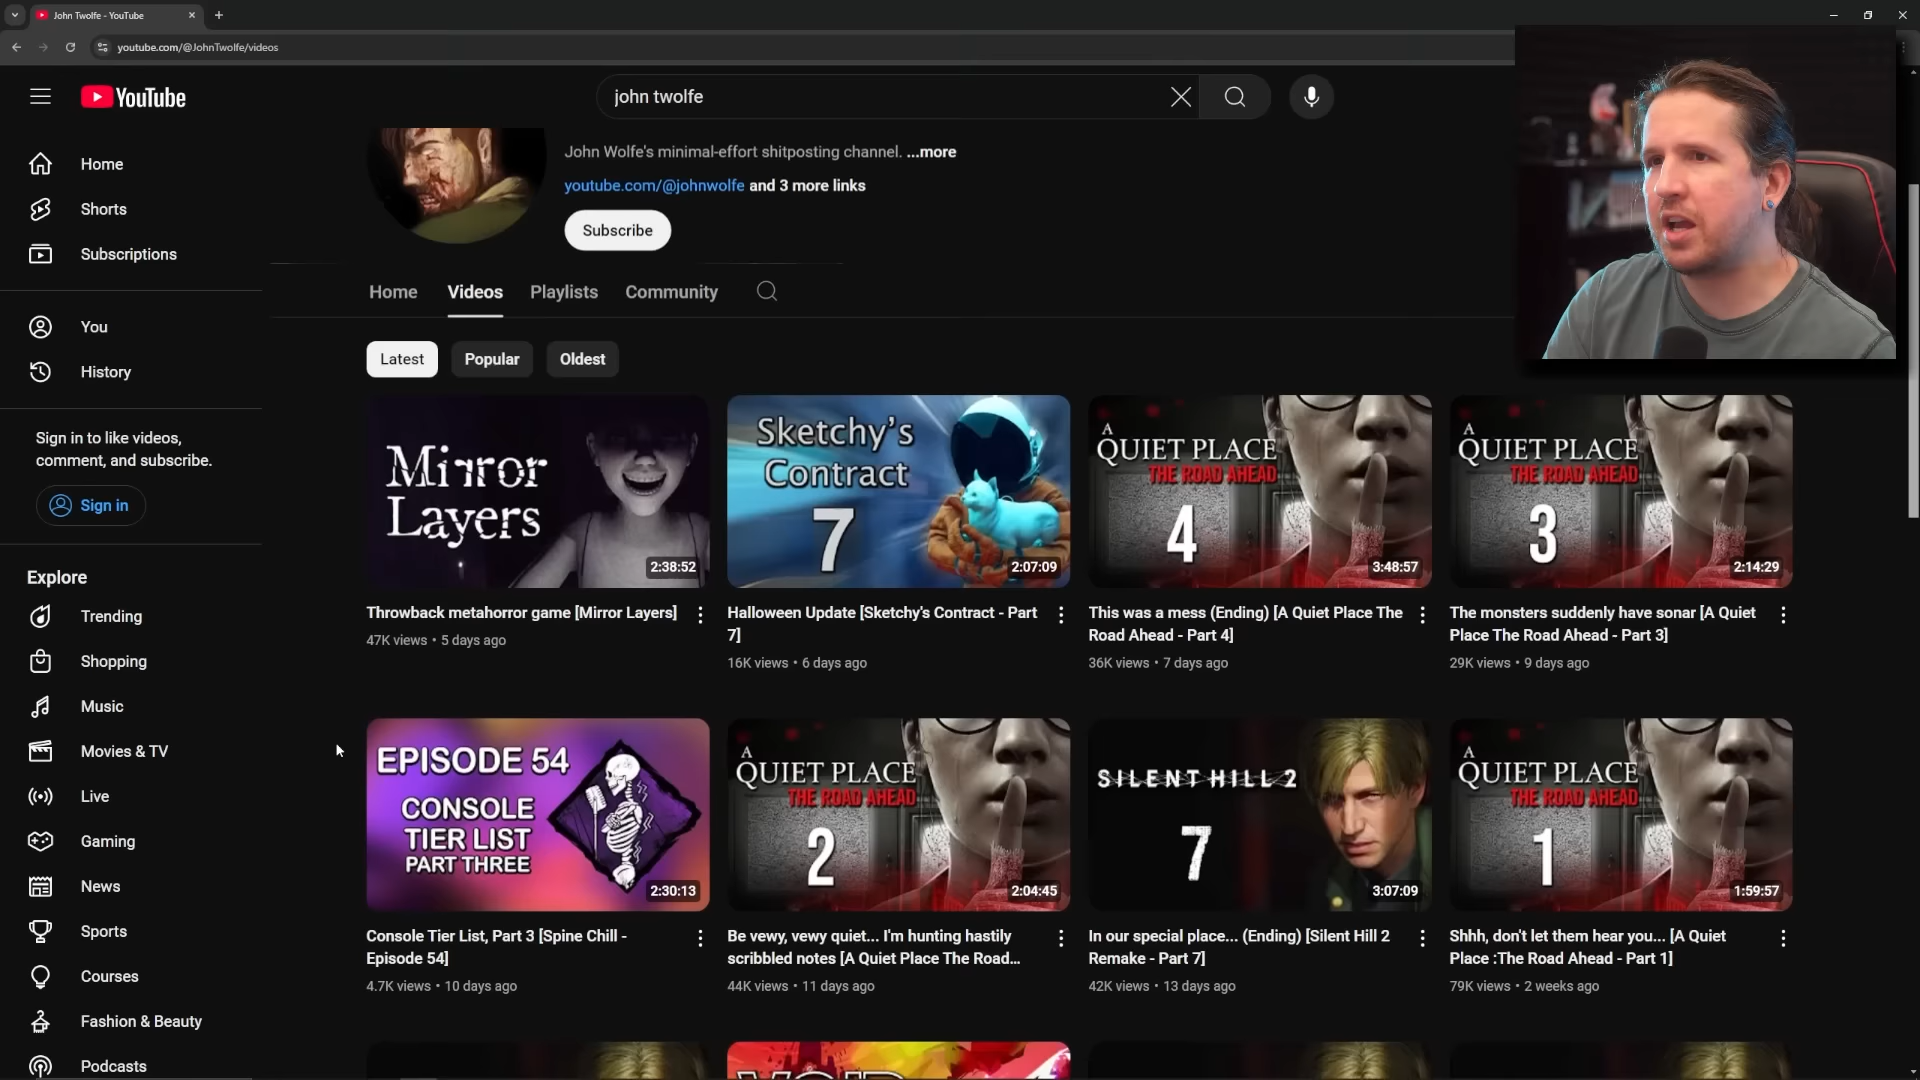 John Twolfe - YouTube
youtube.com/@JohnTwolfe/videos
YouTube
john twolfe
Home
Shorts
Subscriptions
You
History
Sign in to like videos,
comment, and subscribe.
Sign in
Explore
Trending
Shopping
Music
Movies & TV
Live
Gaming
News
Sports
Courses
Fashion & Beauty
Podcasts
John Wolfe's minimal-effort shitposting channel. ...more
youtube.com/@johnwolfe and 3 more links
Subscribe
Home Videos Playlists Community
Latest Popular Oldest
Mirror
Layers
2:38:52
Throwback metahorror game [Mirror Layers]
47K views • 5 days ago
Sketchy's
Contract
7
2:07:09
Halloween Update [Sketchy's Contract - Part
7]
16K views • 6 days ago
A
QUIET PLACE
THE ROAD AHEAD
4
3:48:57
This was a mess (Ending) [A Quiet Place The
Road Ahead - Part 4]
36K views • 7 days ago
A
QUIET PLACE
THE ROAD AHEAD
3
2:14:29
The monsters suddenly have sonar [A Quiet
Place The Road Ahead - Part 3]
29K views • 9 days ago
EPISODE 54
CONSOLE
TIER LIST
PART THREE
2:30:13
Console Tier List, Part 3 [Spine Chill -
Episode 54]
4.7K views • 10 days ago
A
QUIET PLACE
THE ROAD AHEAD
2
2:04:45
Be vewy, vewy quiet... I'm hunting hastily
scribbled notes [A Quiet Place The Road...
44K views • 11 days ago
SILENT HILL 2
7
3:07:09
In our special place... (Ending) [Silent Hill 2
Remake - Part 7]
42K views • 13 days ago
A
QUIET PLACE
THE ROAD AHEAD
1
1:59:57
Shhh, don't let them hear you... [A Quiet
Place :The Road Ahead - Part 1]
79K views • 2 weeks ago